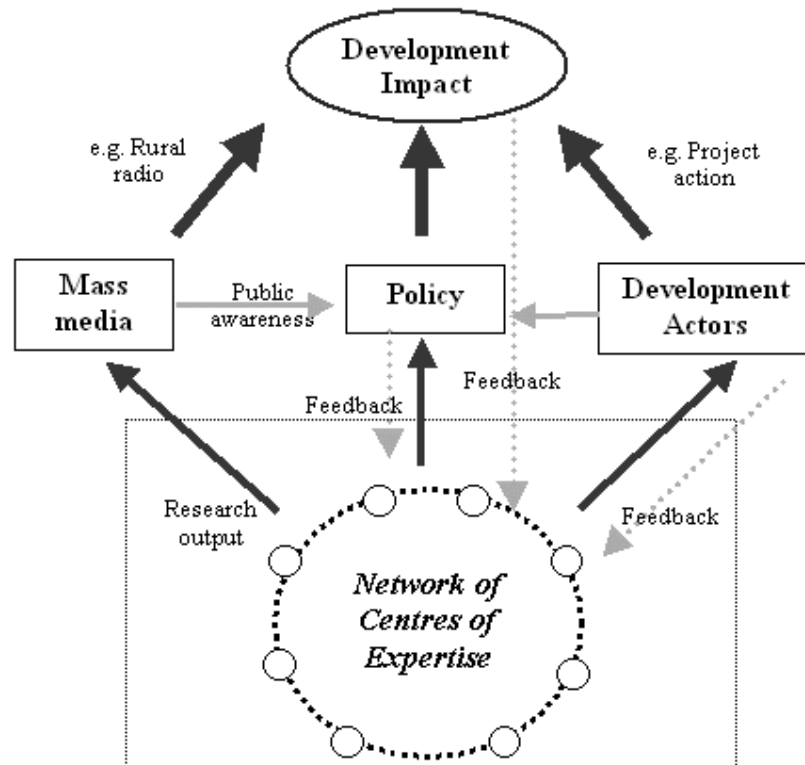 Development
Impact
e.g. Rural
radio
e.g. Project
action
Mass
media
Public
awareness
Policy
Development
Actors
Feedback
Feedback
Research
output
Feedback
Network of
Centres of
Expertise